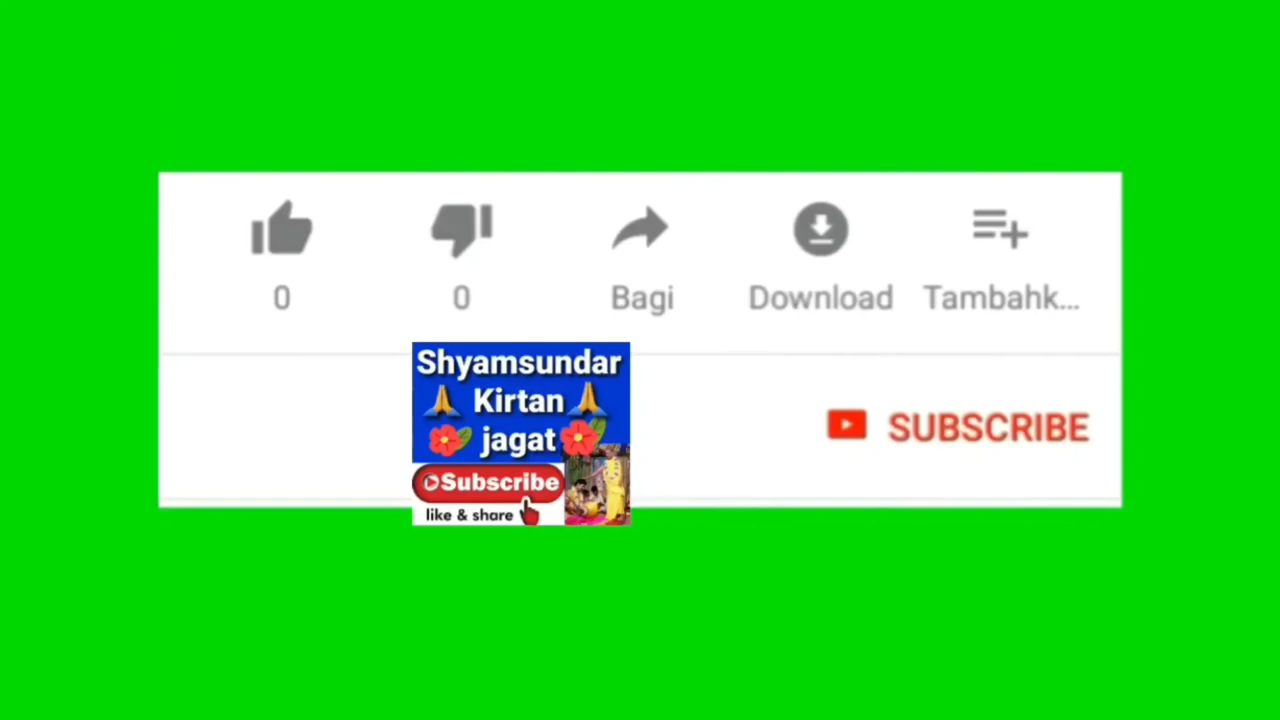 0 0 Bagi Download Tambahk...
Shyamsundar
Kirtan
jagat
SUBSCRIBE
Subscribe
like & share